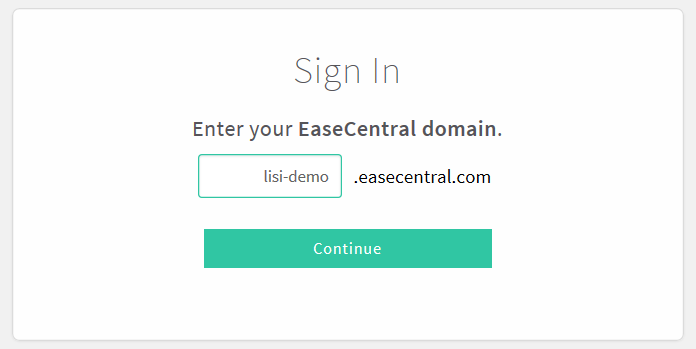 Sign In
Enter your EaseCentral domain.
lisi-demo .easecentral.com
Continue